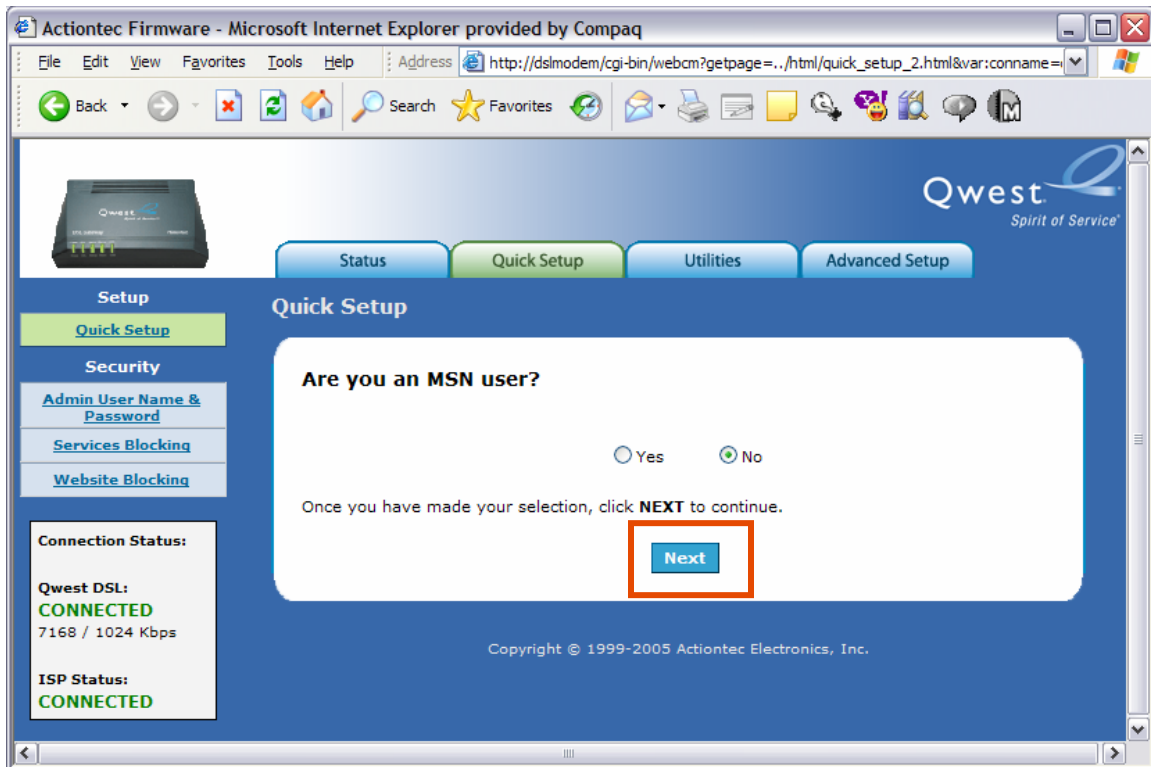 Actiontec Firmware - Microsoft Internet Explorer provided by Compaq
File Edit View Favorites Tools Help Address http://dslmodem/cgi-bin/webcm?getpage=../html/quick_setup_2.html&var:conname=
Back Search Favorites
Qwest
Spirit of Service
Qwest
Status Quick Setup Utilities Advanced Setup
Setup
Quick Setup
Security
Admin User Name &
Password
Services Blocking
Website Blocking
Connection Status:
Qwest DSL:
CONNECTED
7168 / 1024 Kbps
ISP Status:
CONNECTED
Quick Setup
Are you an MSN user?
Yes No
Once you have made your selection, click NEXT to continue.
Next
Copyright © 1999-2005 Actiontec Electronics, Inc.